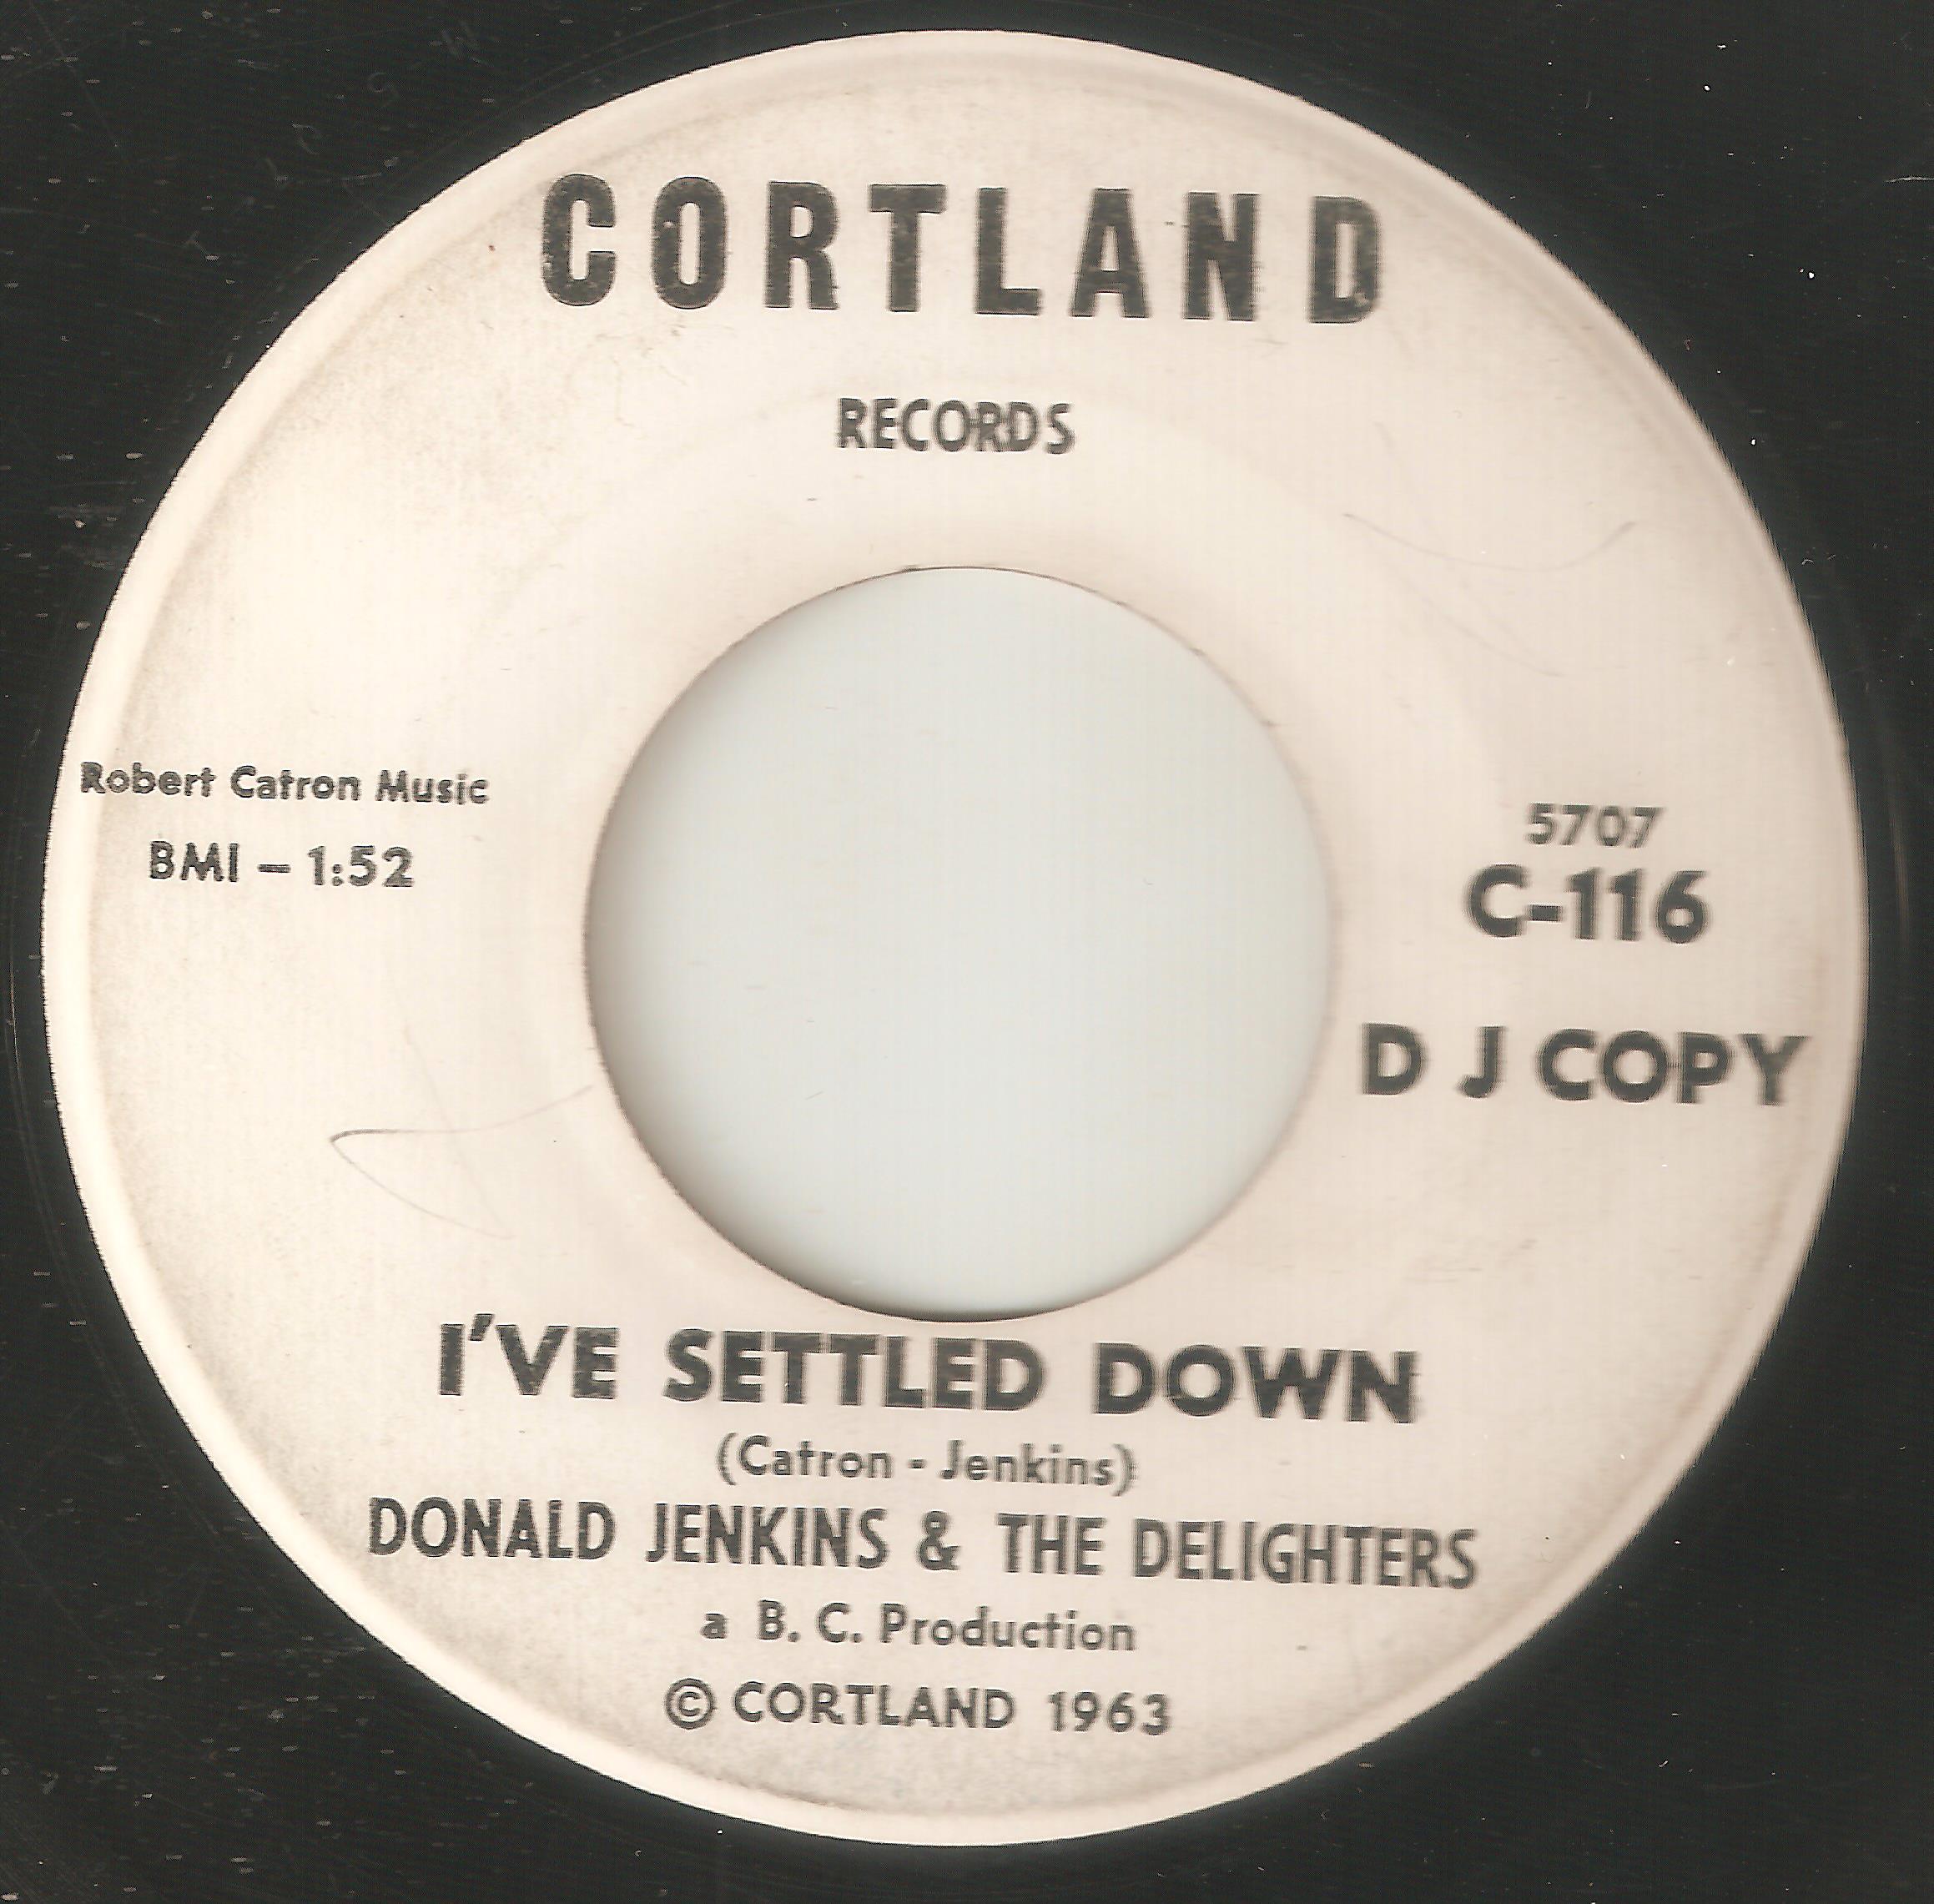 CORTLAND
RECORDS
Robert Catron Music
BMI – 1:52
5707
C-116
D J COPY
I'VE SETTLED DOWN
(Catron - Jenkins)
DONALD JENKINS & THE DELIGHTERS
a B. C. Production
© CORTLAND 1963